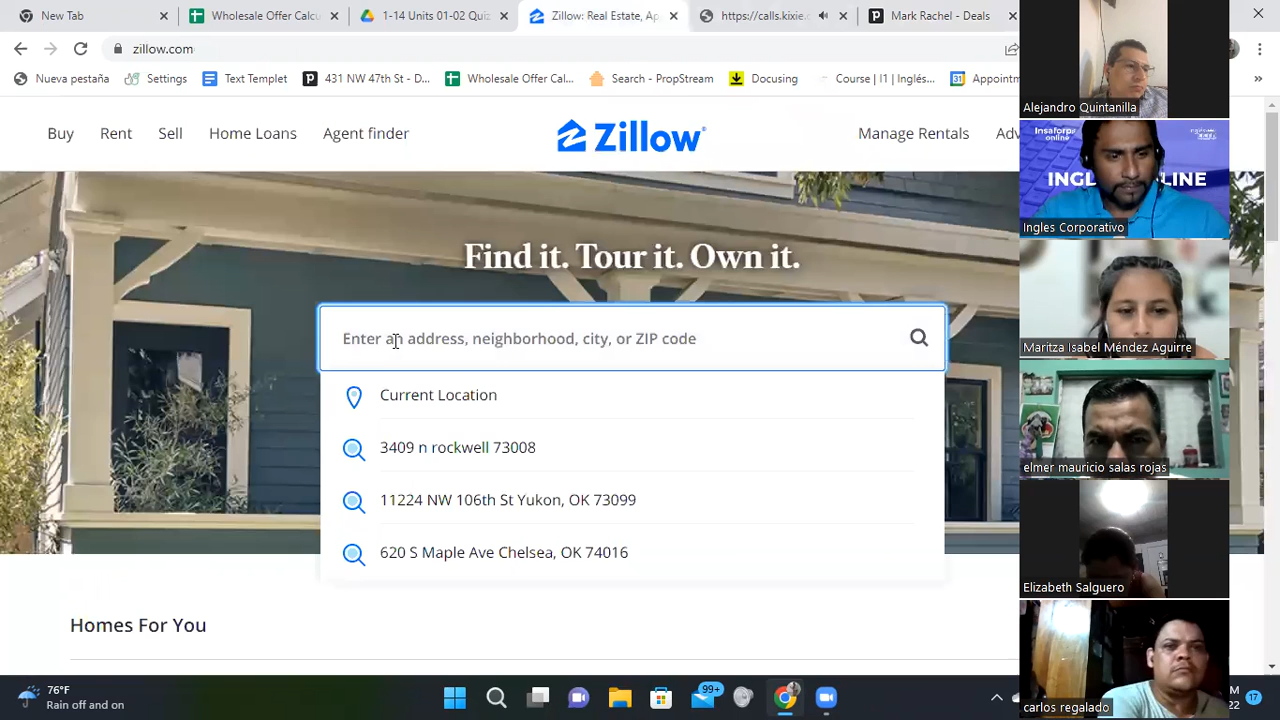 New Tab
Wholesale Offer Calcu
1-14 Units 01-02 Quiz
Zillow: Real Estate, Ap
https://calls.kixie.c
Mark Rachel - Deals
zillow.com
Nueva pestaña
Settings
Text Templet
431 NW 47th St - D...
Wholesale Offer Cal...
Search - PropStream
Docusing
Course | I1 | Inglés...
Appointm
Buy
Rent
Sell
Home Loans
Agent finder
Zillow
Manage Rentals
Adv
Find it. Tour it. Own it.
Enter an address, neighborhood, city, or ZIP code
Current Location
3409 n rockwell 73008
11224 NW 106th St Yukon, OK 73099
620 S Maple Ave Chelsea, OK 74016
Homes For You
Alejandro Quintanilla
Insaforp
online
Ingles Corporativo
Maritza Isabel Méndez Aguirre
elmer mauricio salas rojas
Elizabeth Salguero
carlos regalado
76°F
Rain off and on
99+